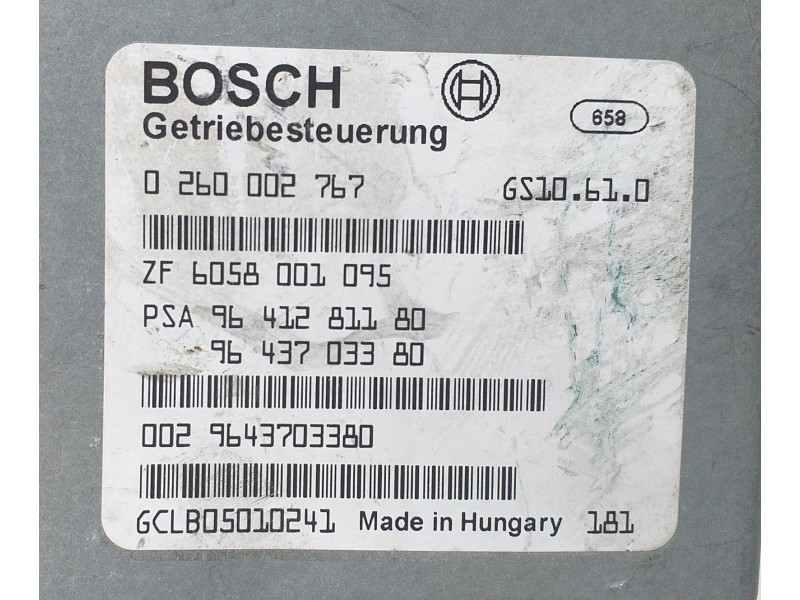 BOSCH
658
Getriebesteuerung
0 260 002 767 GS10.61.0
ZF 6058 001 095
PSA 96 412 811 80
96 437 033 80
002 9643703380
GCLB05010241 Made in Hungary 181